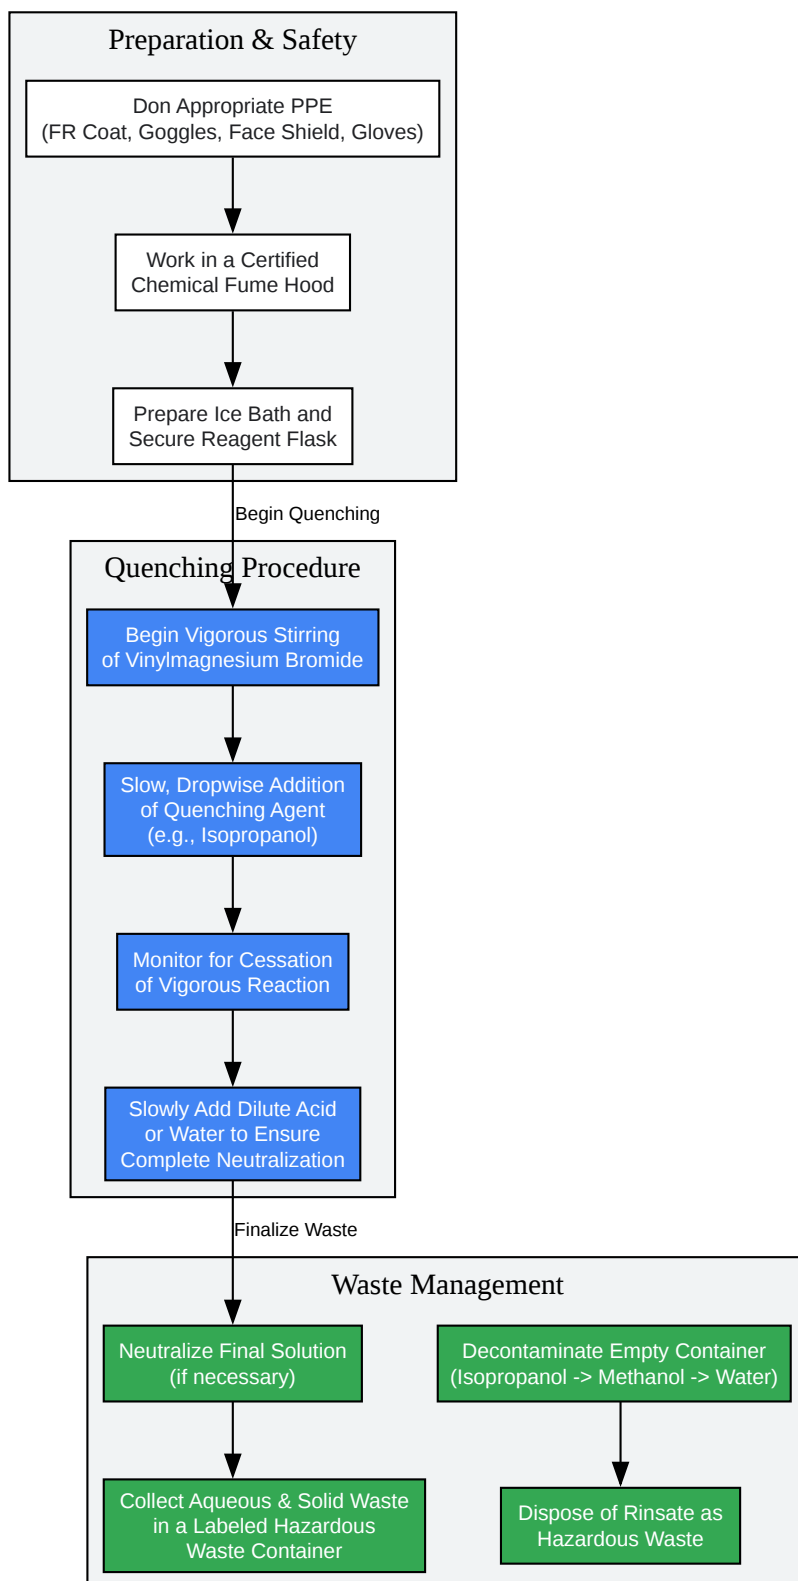 Preparation & Safety
Don Appropriate PPE
(FR Coat, Goggles, Face Shield, Gloves)
Work in a Certified
Chemical Fume Hood
Prepare Ice Bath and
Secure Reagent Flask
Begin Quenching
Quenching Procedure
Begin Vigorous Stirring
of Vinylmagnesium Bromide
Slow, Dropwise Addition
of Quenching Agent
(e.g., Isopropanol)
Monitor for Cessation
of Vigorous Reaction
Slowly Add Dilute Acid
or Water to Ensure
Complete Neutralization
Finalize Waste
Waste Management
Neutralize Final Solution
(if necessary)
Collect Aqueous & Solid Waste
in a Labeled Hazardous
Waste Container
Decontaminate Empty Container
(Isopropanol -> Methanol -> Water)
Dispose of Rinsate as
Hazardous Waste